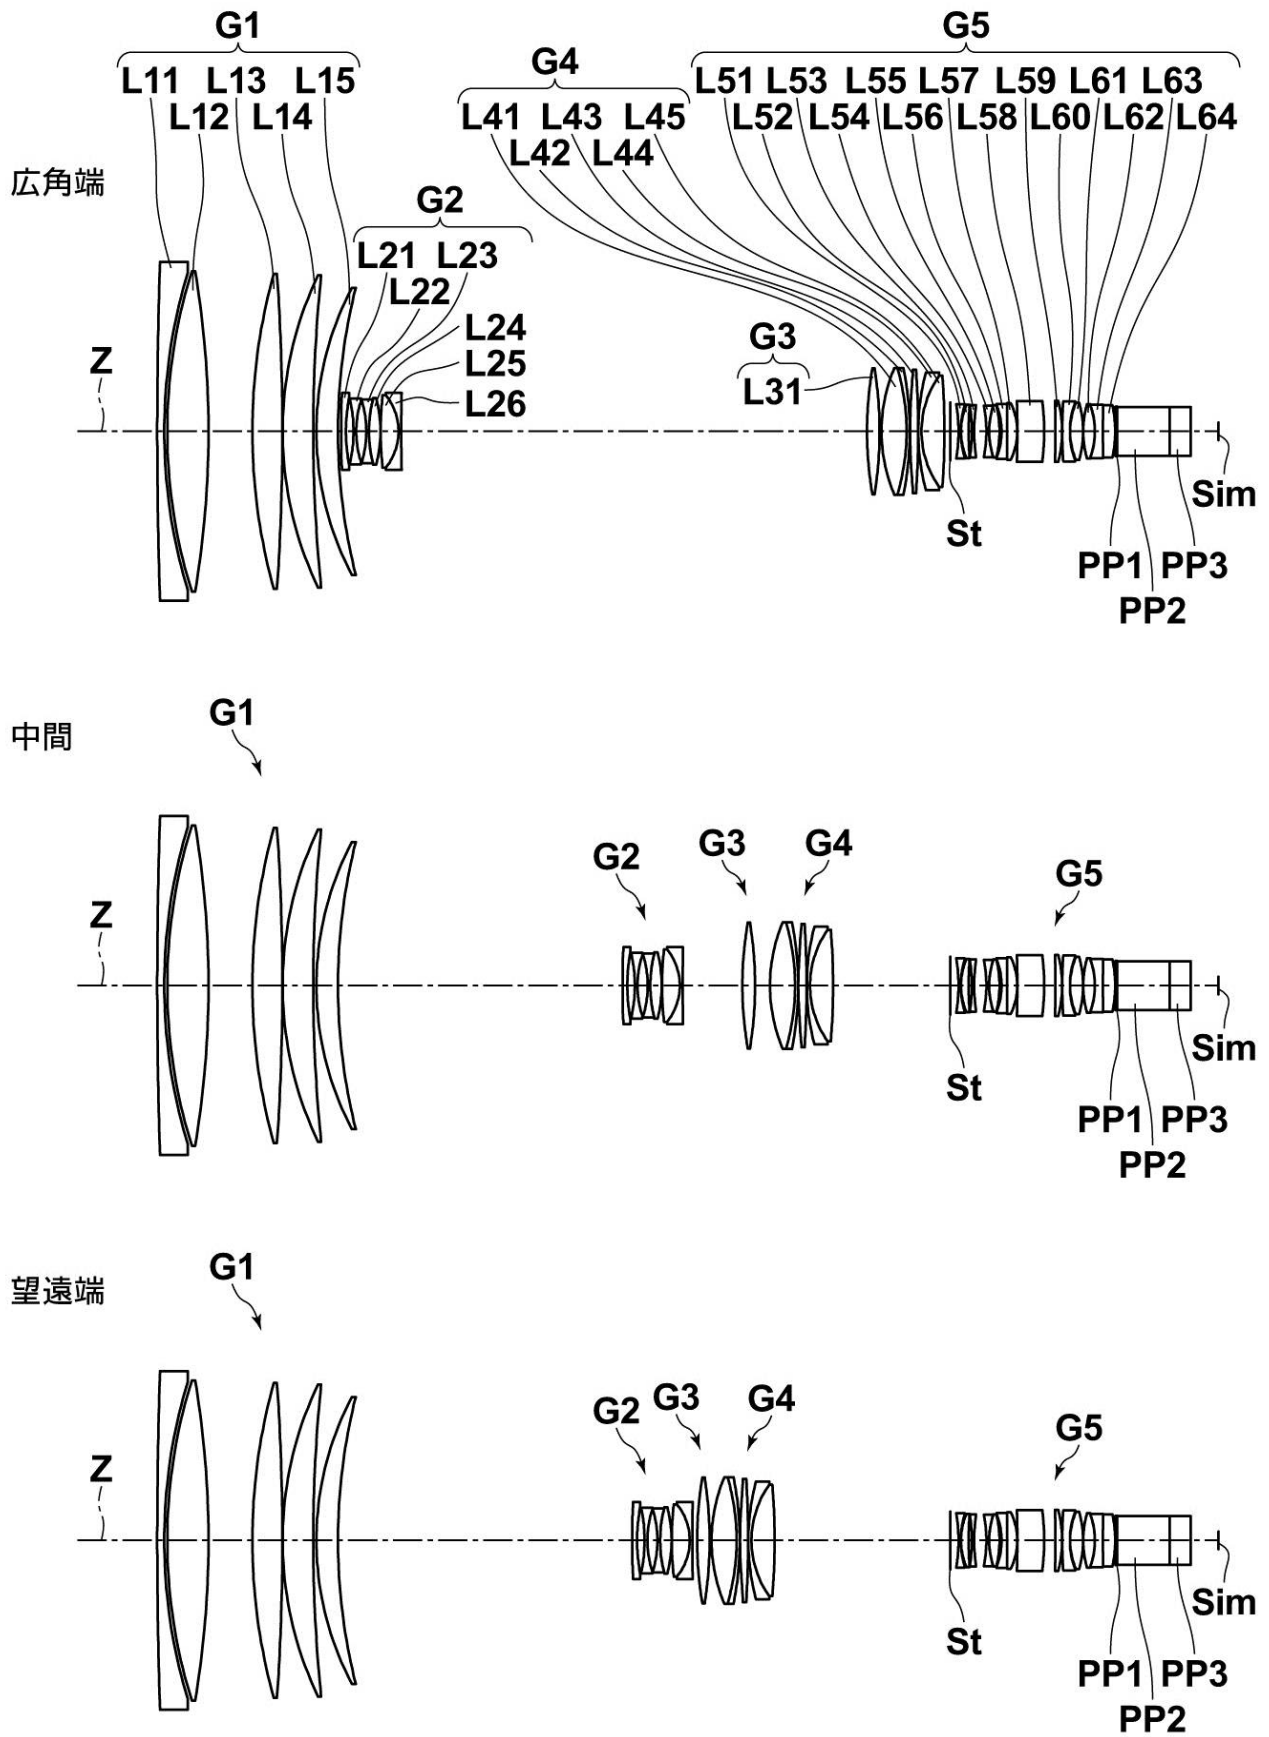 G1
G5
G4
L11 L13 L15
L51 L53 L55 L57 L59 L61 L63
L12 L14
L41 L43 L45
L52 L54 L56 L58 L60 L62 L64
L42 L44
広角端
G2
L21 L23
L22
L24
G3
Z
L25
L31
L26
Sim
St
PP1 PP3
PP2
G1
中間
G2
G3
G4
G5
Z
Sim
St
PP1 PP3
PP2
G1
望遠端
G2
G3
G4
G5
Z
Sim
St
PP1 PP3
PP2